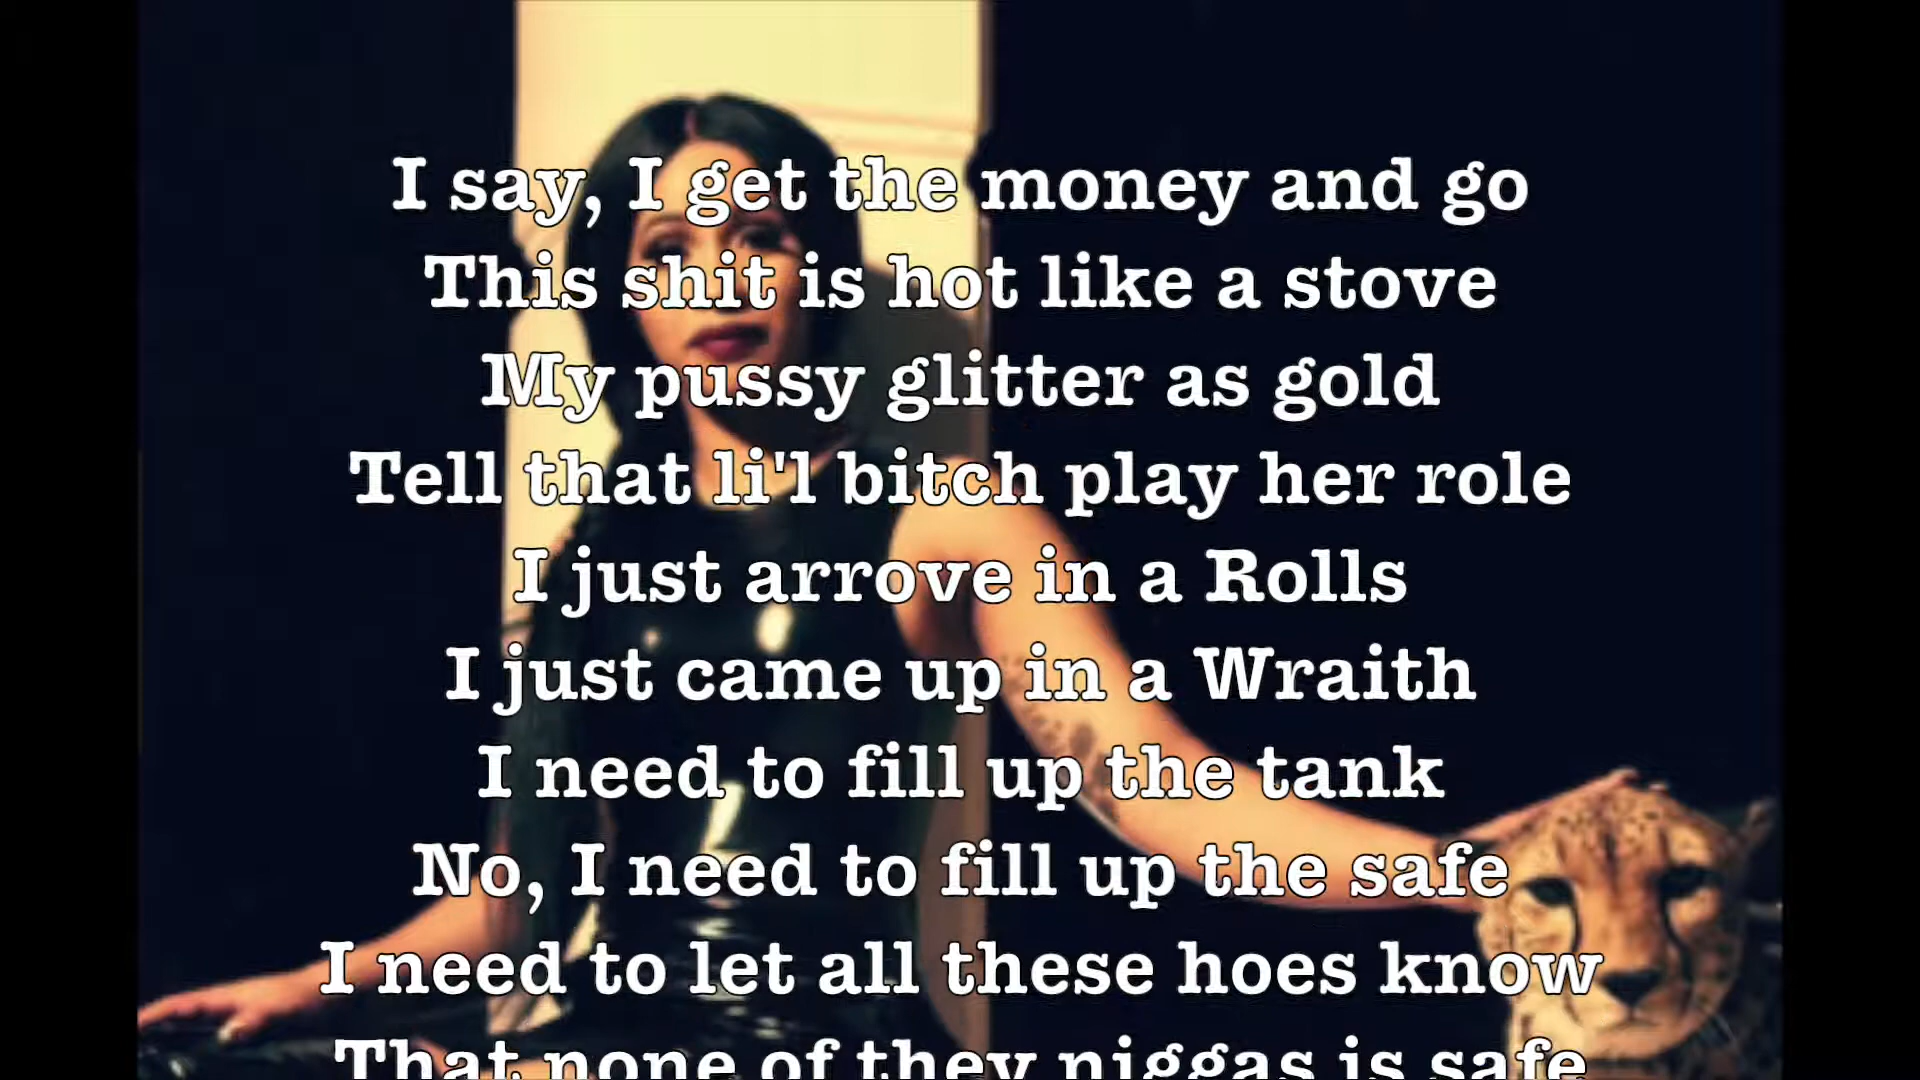 I say, I get the money and go
This shit is hot like a stove
My pussy glitter as gold
Tell that li'l bitch play her role
I just arrove in a Rolls
I just came up in a Wraith
I need to fill up the tank
No, I need to fill up the safe
I need to let all these hoes know
That none of they niggas is safe